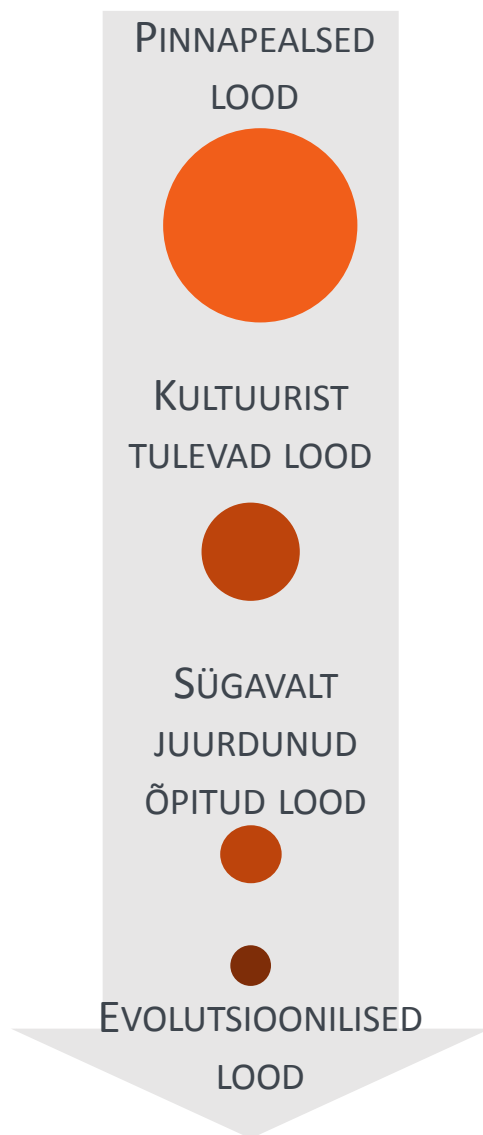 PINNAPEALSED
LOOD
KULTUURIST
TULEVAD LOOD
SÜGAVALT
JUURDUNUD
ÕPITUD LOOD
EVOLUTSIOONILISED
LOOD